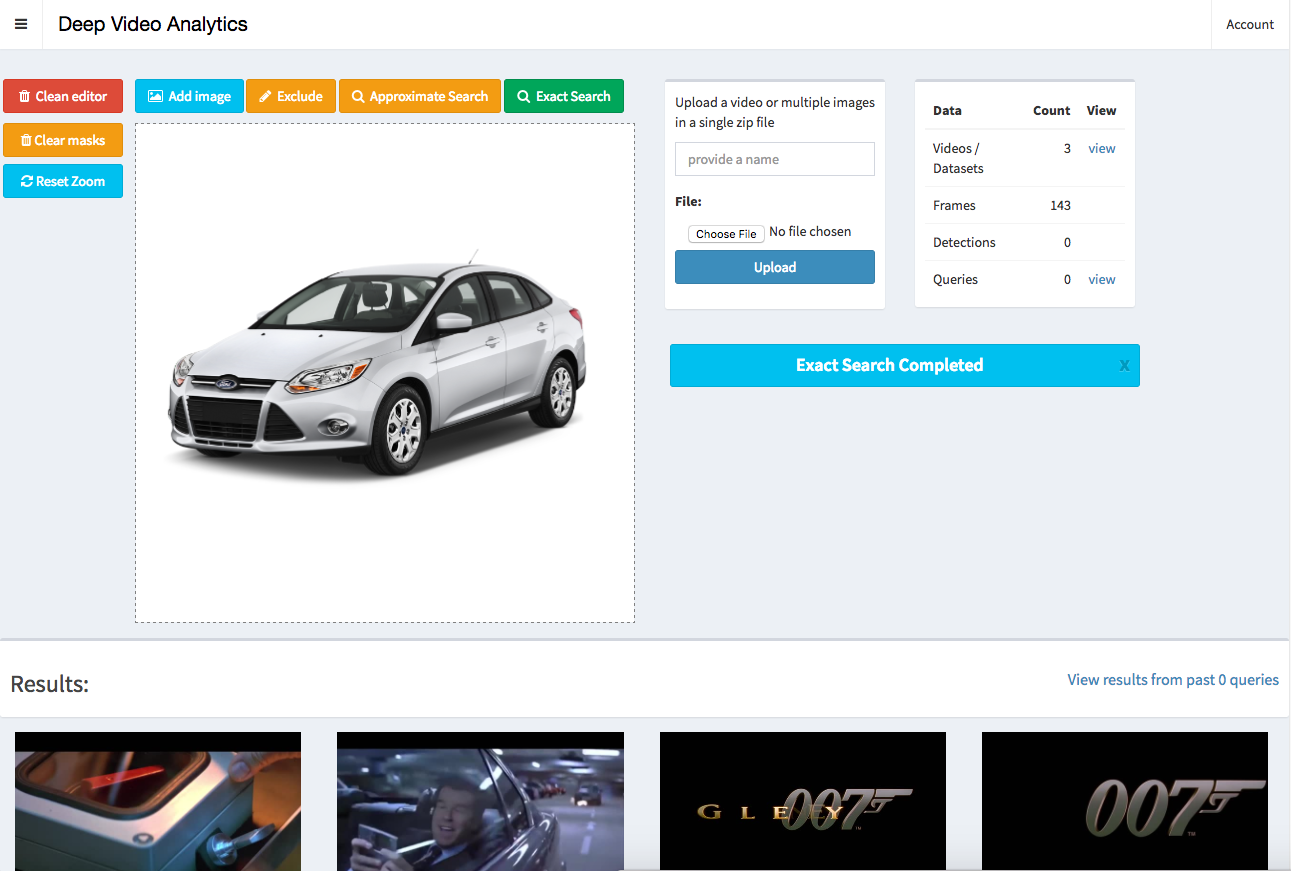 Deep Video Analytics
Account
Clean editor
Add image
Exclude
Approximate Search
Exact Search
Clear masks
Reset Zoom
Upload a video or multiple images
in a single zip file
provide a name
File:
Choose File No file chosen
Upload
Data Count View
Videos / 3 view
Datasets
Frames 143
Detections 0
Queries 0 view
Exact Search Completed x
Ford
Results:
View results from past 0 queries
G L E 007 E Y
TM
007
TM